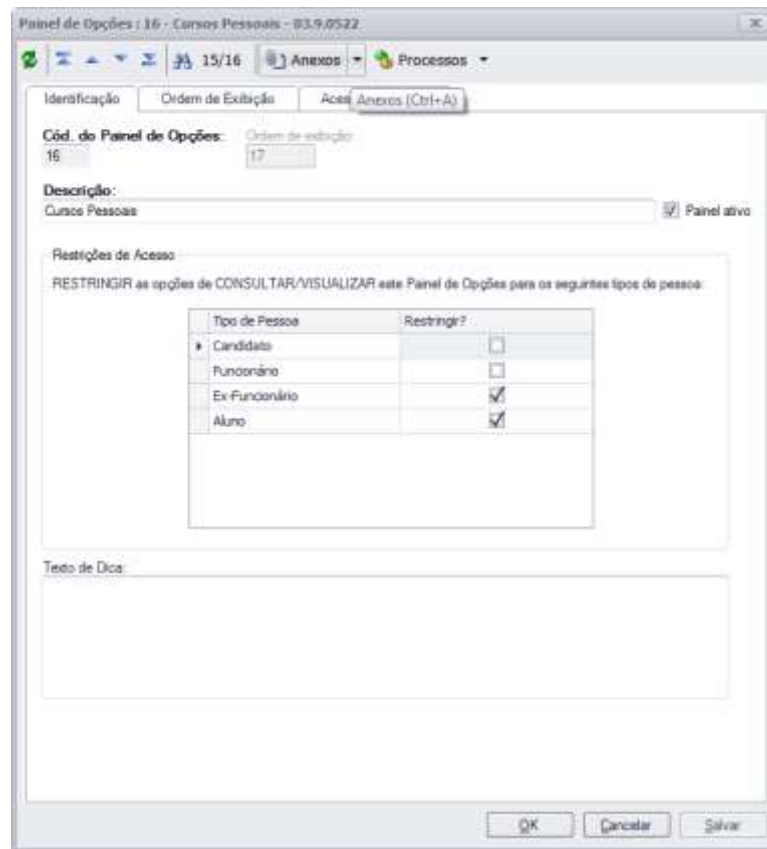 Painel de Opções : 16 - Cursos Pessoais - 03.9.0522
15/16 Anexos Processos
Identificação Ordem de Exibição Aces
Anexos (Ctrl+A)
Cód. do Painel de Opções: Ordem de exibição:
16 17
Descrição:
Cursos Pessoais Painel ativo
Restrições de Acesso
RESTRINGIR as opções de CONSULTAR/VISUALIZAR este Painel de Opções para os seguintes tipos de pessoa:
Tipo de Pessoa Restringir?
Candidato
Funcionário
Ex-Funcionário
Aluno
Texto de Dica:
OK Cancelar Salvar